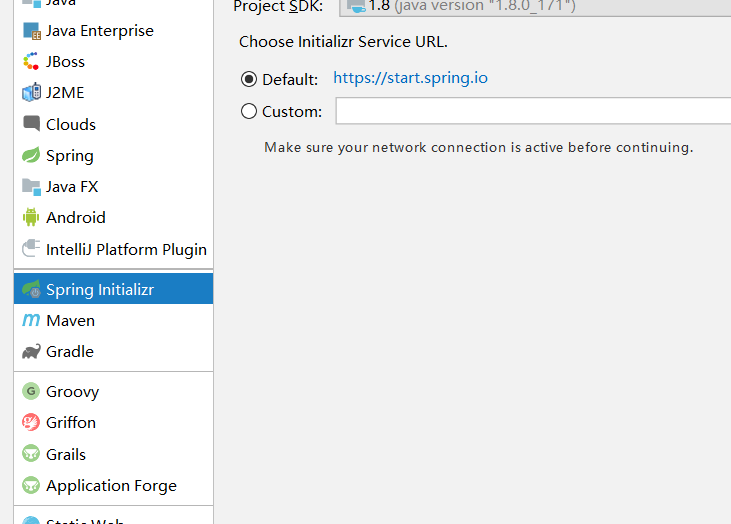 Java
Java Enterprise
JBoss
J2ME
Clouds
Spring
Java FX
Android
IntelliJ Platform Plugin
Spring Initializr
Maven
Gradle
Groovy
Griffon
Grails
Application Forge
Static Web
Project SDK: 1.8 (java version "1.8.0_171")
Choose Initializr Service URL.
Default: https://start.spring.io
Custom:
Make sure your network connection is active before continuing.